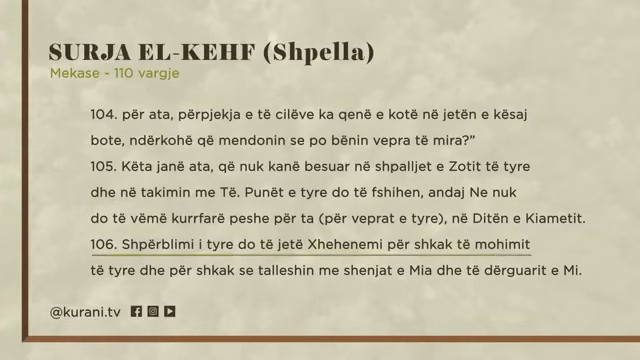 SURJA EL-KEHF (Shpella)
Mekase - 110 vargje
104. për ata, përpjekja e të cilëve ka qenë e kotë në jetën e kësaj
bote, ndërkohë që mendonin se po bënin vepra të mira?”
105. Këta janë ata, që nuk kanë besuar në shpalljet e Zotit të tyre
dhe në takimin me Të. Punët e tyre do të fshihen, andaj Ne nuk
do të vëmë kurrfarë peshe për ta (për veprat e tyre), në Ditën e Kiametit.
106. Shpërblimi i tyre do të jetë Xhehenemi për shkak të mohimit
të tyre dhe për shkak se talleshin me shenjat e Mia dhe të dërguarit e Mi.
@kurani.tv